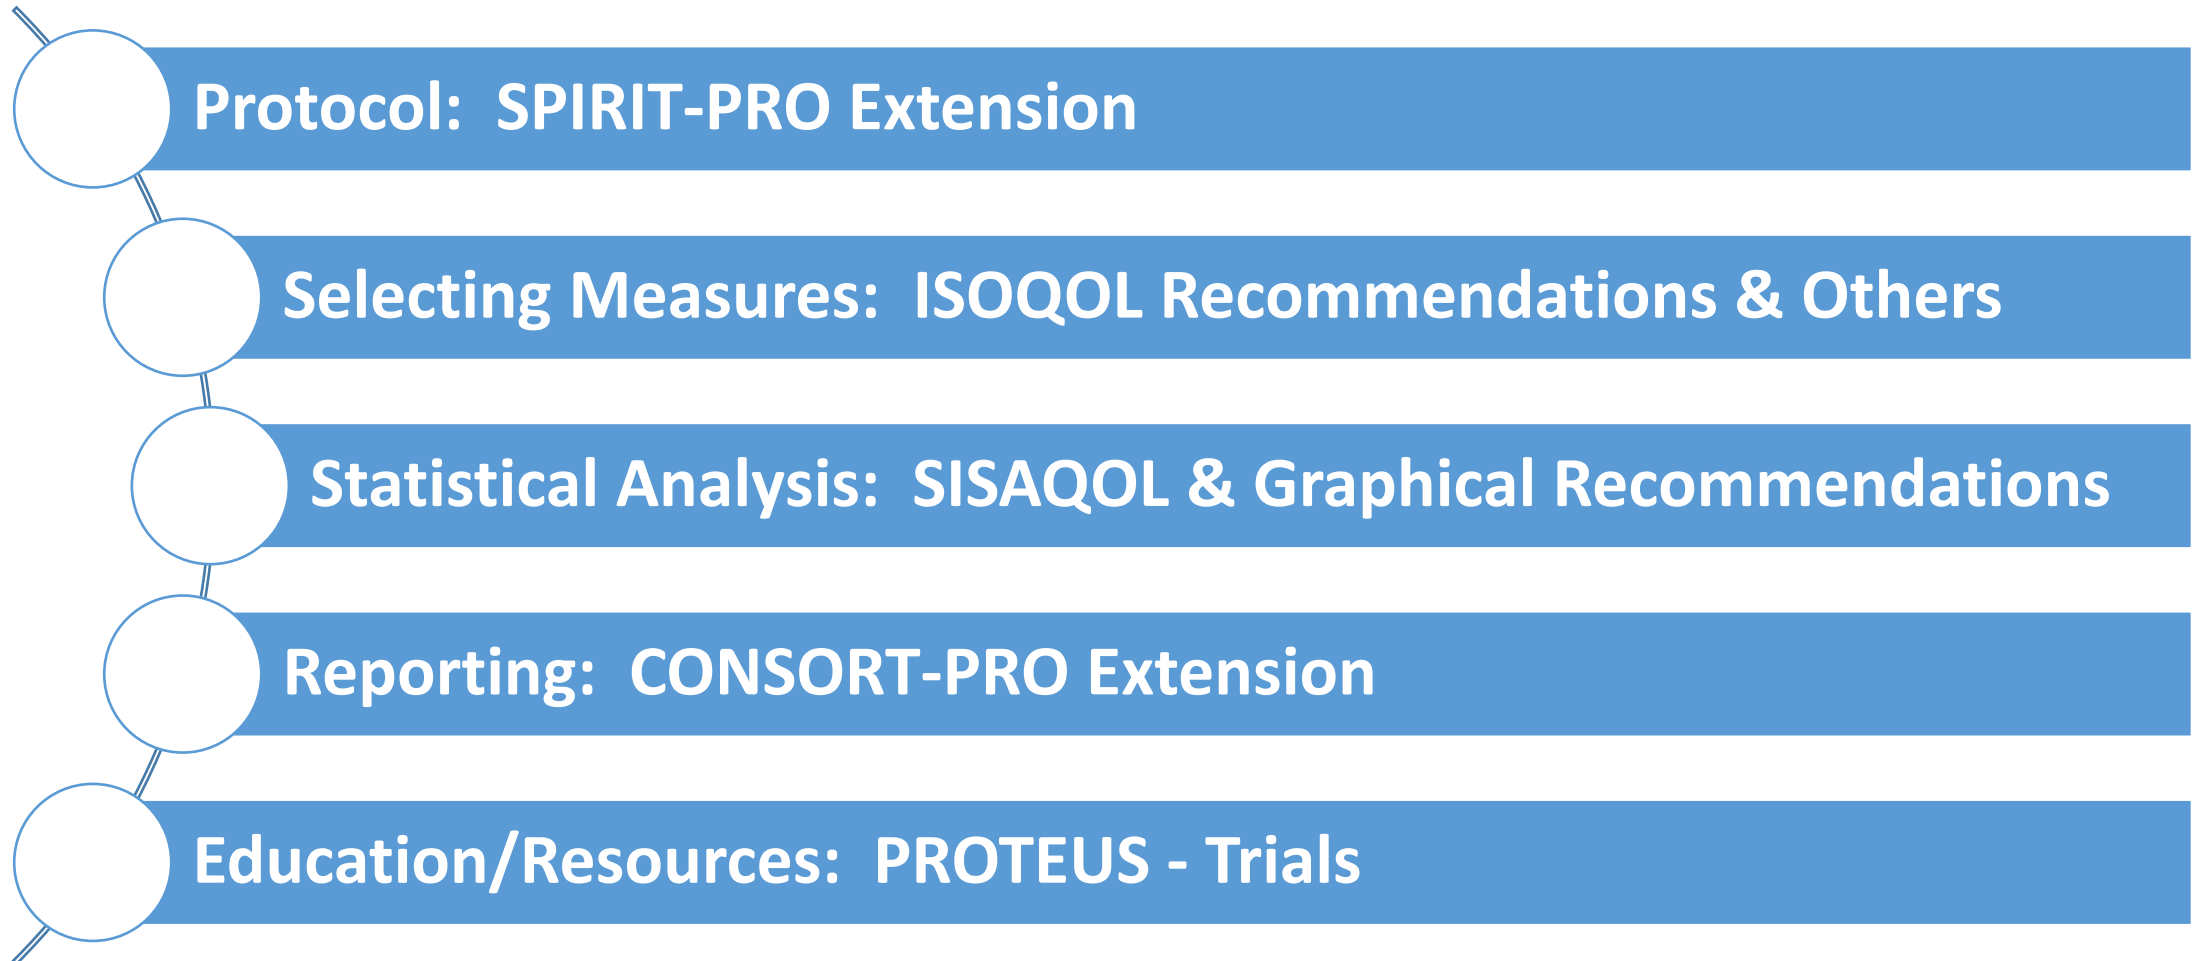 Protocol: SPIRIT-PRO Extension
Selecting Measures: ISOQOL Recommendations & Others
Statistical Analysis: SISAQOL & Graphical Recommendations
Reporting: CONSORT-PRO Extension
Education/Resources: PROTEUS - Trials